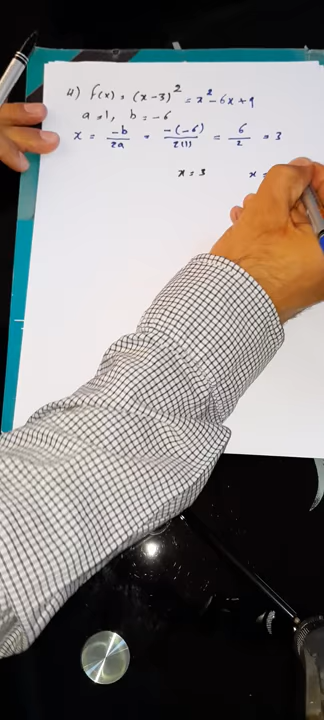 4) f(x) = (x-3)² = x² - 6x + 9
a = 1, b = -6
x = -b/2a = -(-6)/2(1) = 6/2 = 3
x = 3 x =